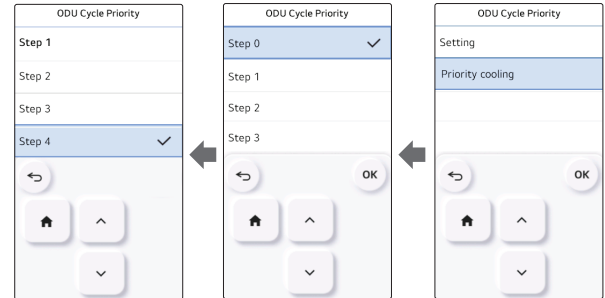 ODU Cycle Priority
Step 1
Step 2
Step 3
Step 4
ODU Cycle Priority
Step 0
Step 1
Step 2
Step 3
OK
ODU Cycle Priority
Setting
Priority cooling
OK